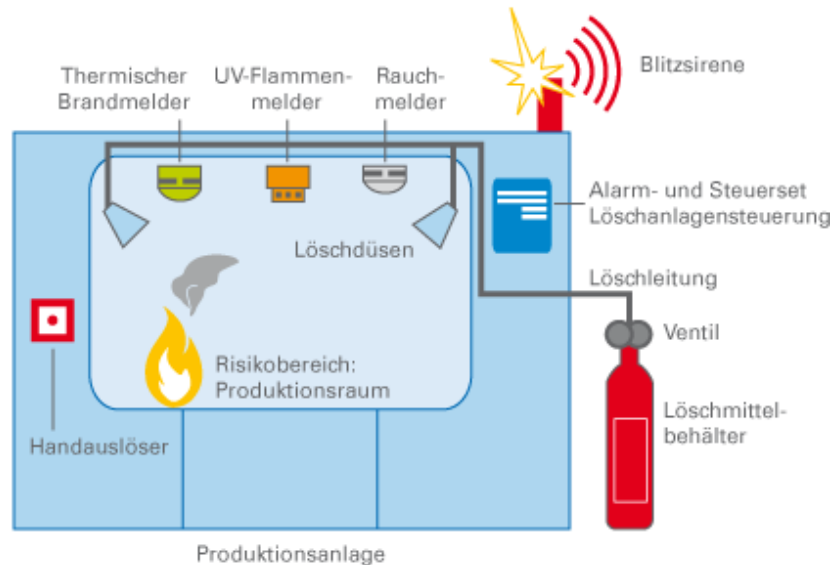 Thermischer
Brandmelder
UV-Flammen-
melder
Rauch-
melder
Blitzsirene
Alarm- und Steuerset
Löschanlagensteuerung
Löschdüsen
Löschleitung
Ventil
Risikobereich:
Produktionsraum
Löschmittel-
behälter
Handauslöser
Produktionsanlage